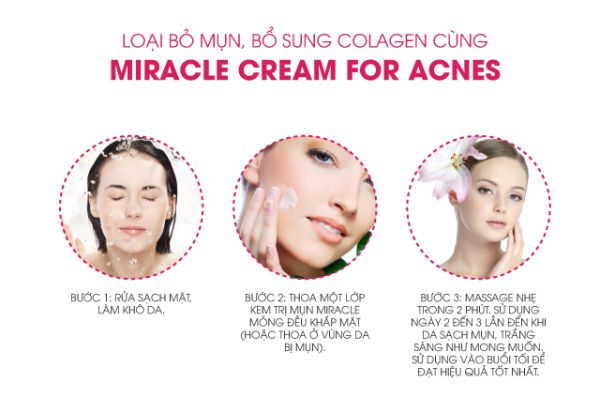 LOẠI BỎ MỤN, BỔ SUNG COLAGEN CÙNG
MIRACLE CREAM FOR ACNES
BƯỚC 1: RỬA SẠCH MẶT,
LÀM KHÔ DA.
BƯỚC 2: THOA MỘT LỚP
KEM TRỊ MỤN MIRACLE
MỎNG ĐỀU KHẮP MẶT
(HOẶC THOA Ở VÙNG DA
BỊ MỤN).
BƯỚC 3: MASSAGE NHẸ
TRONG 2 PHÚT. SỬ DỤNG
NGÀY 2 ĐẾN 3 LẦN ĐẾN KHI
DA SẠCH MỤN, TRẮNG
SÁNG NHƯ MONG MUỐN.
SỬ DỤNG VÀO BUỔI TỐI ĐỂ
ĐẠT HIỆU QUẢ TỐT NHẤT.